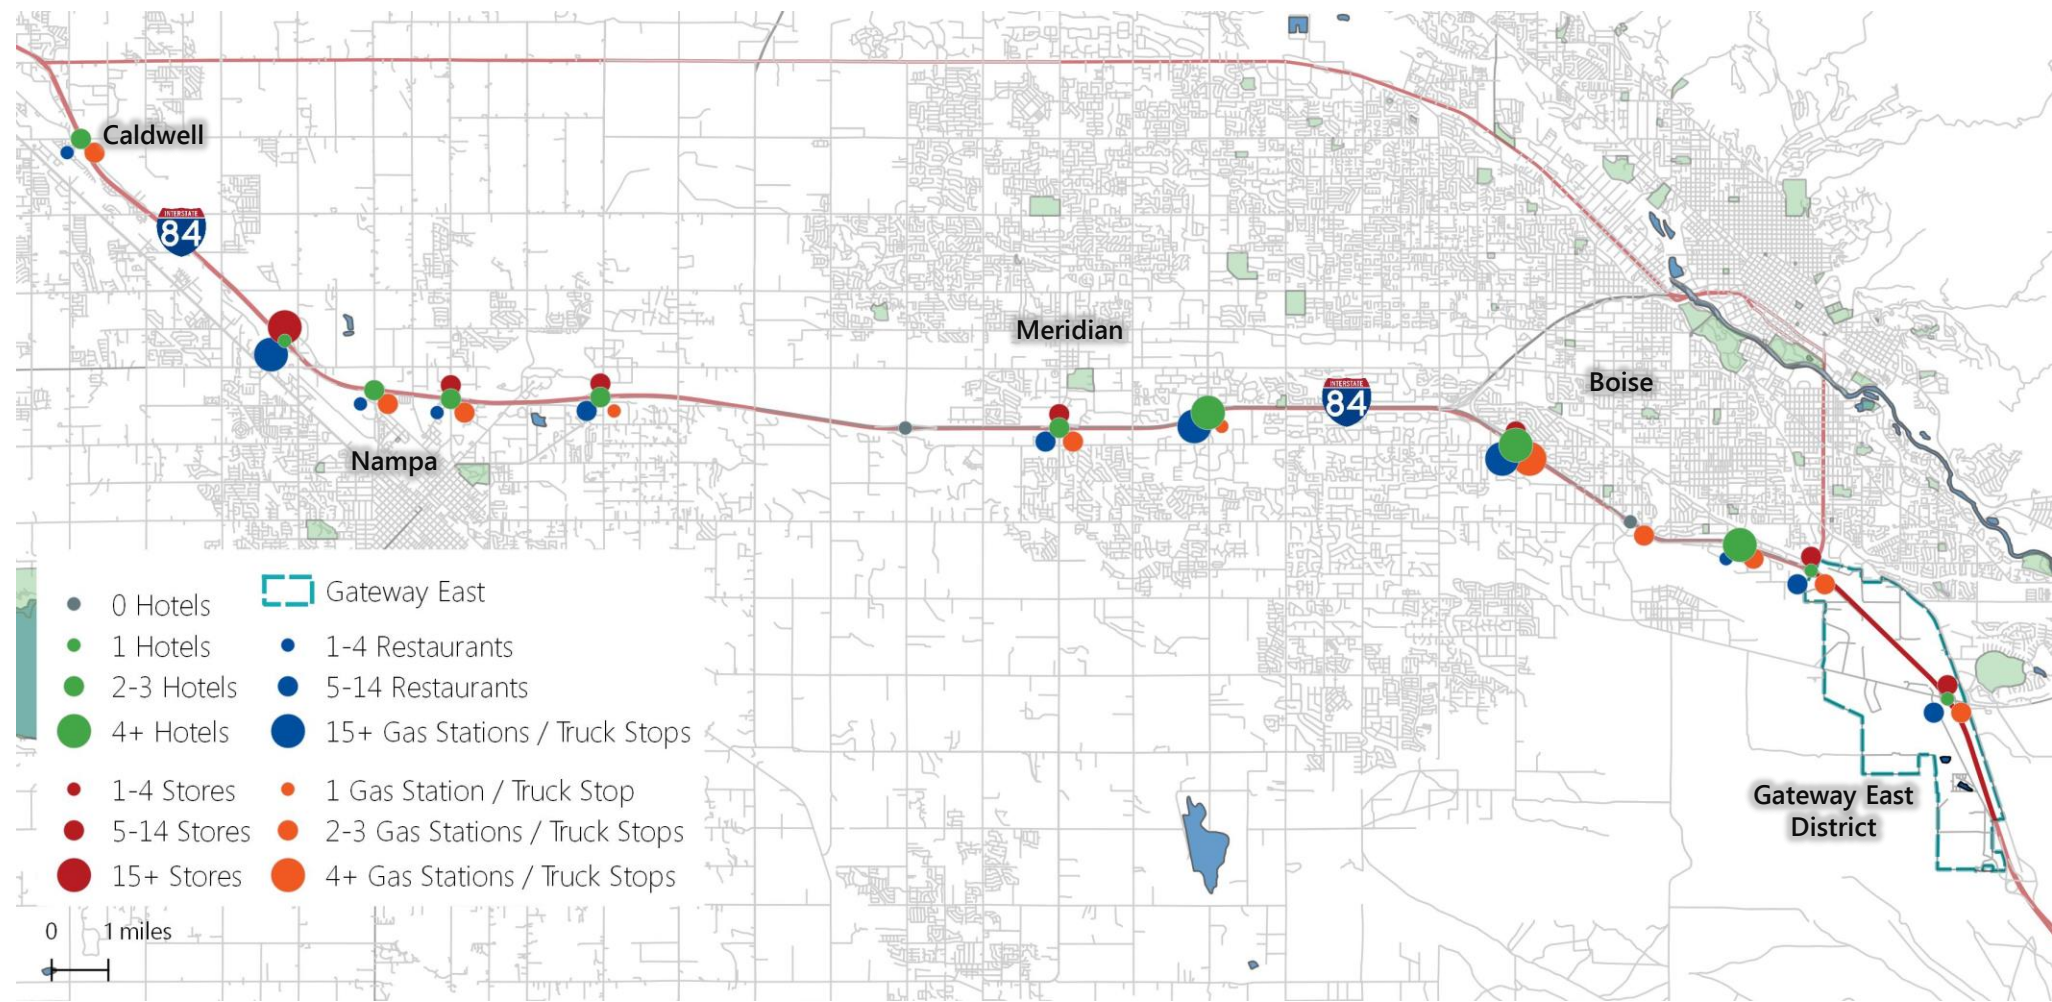 Caldwell
INTERSTATE
84
Meridian
Boise
INTERSTATE
84
Nampa
0 Hotels
1 Hotels
2-3 Hotels
4+ Hotels
1-4 Stores
5-14 Stores
15+ Stores
Gateway East
1-4 Restaurants
5-14 Restaurants
15+ Gas Stations / Truck Stops
1 Gas Station / Truck Stop
2-3 Gas Stations / Truck Stops
4+ Gas Stations / Truck Stops
Gateway East
District
0 1 miles